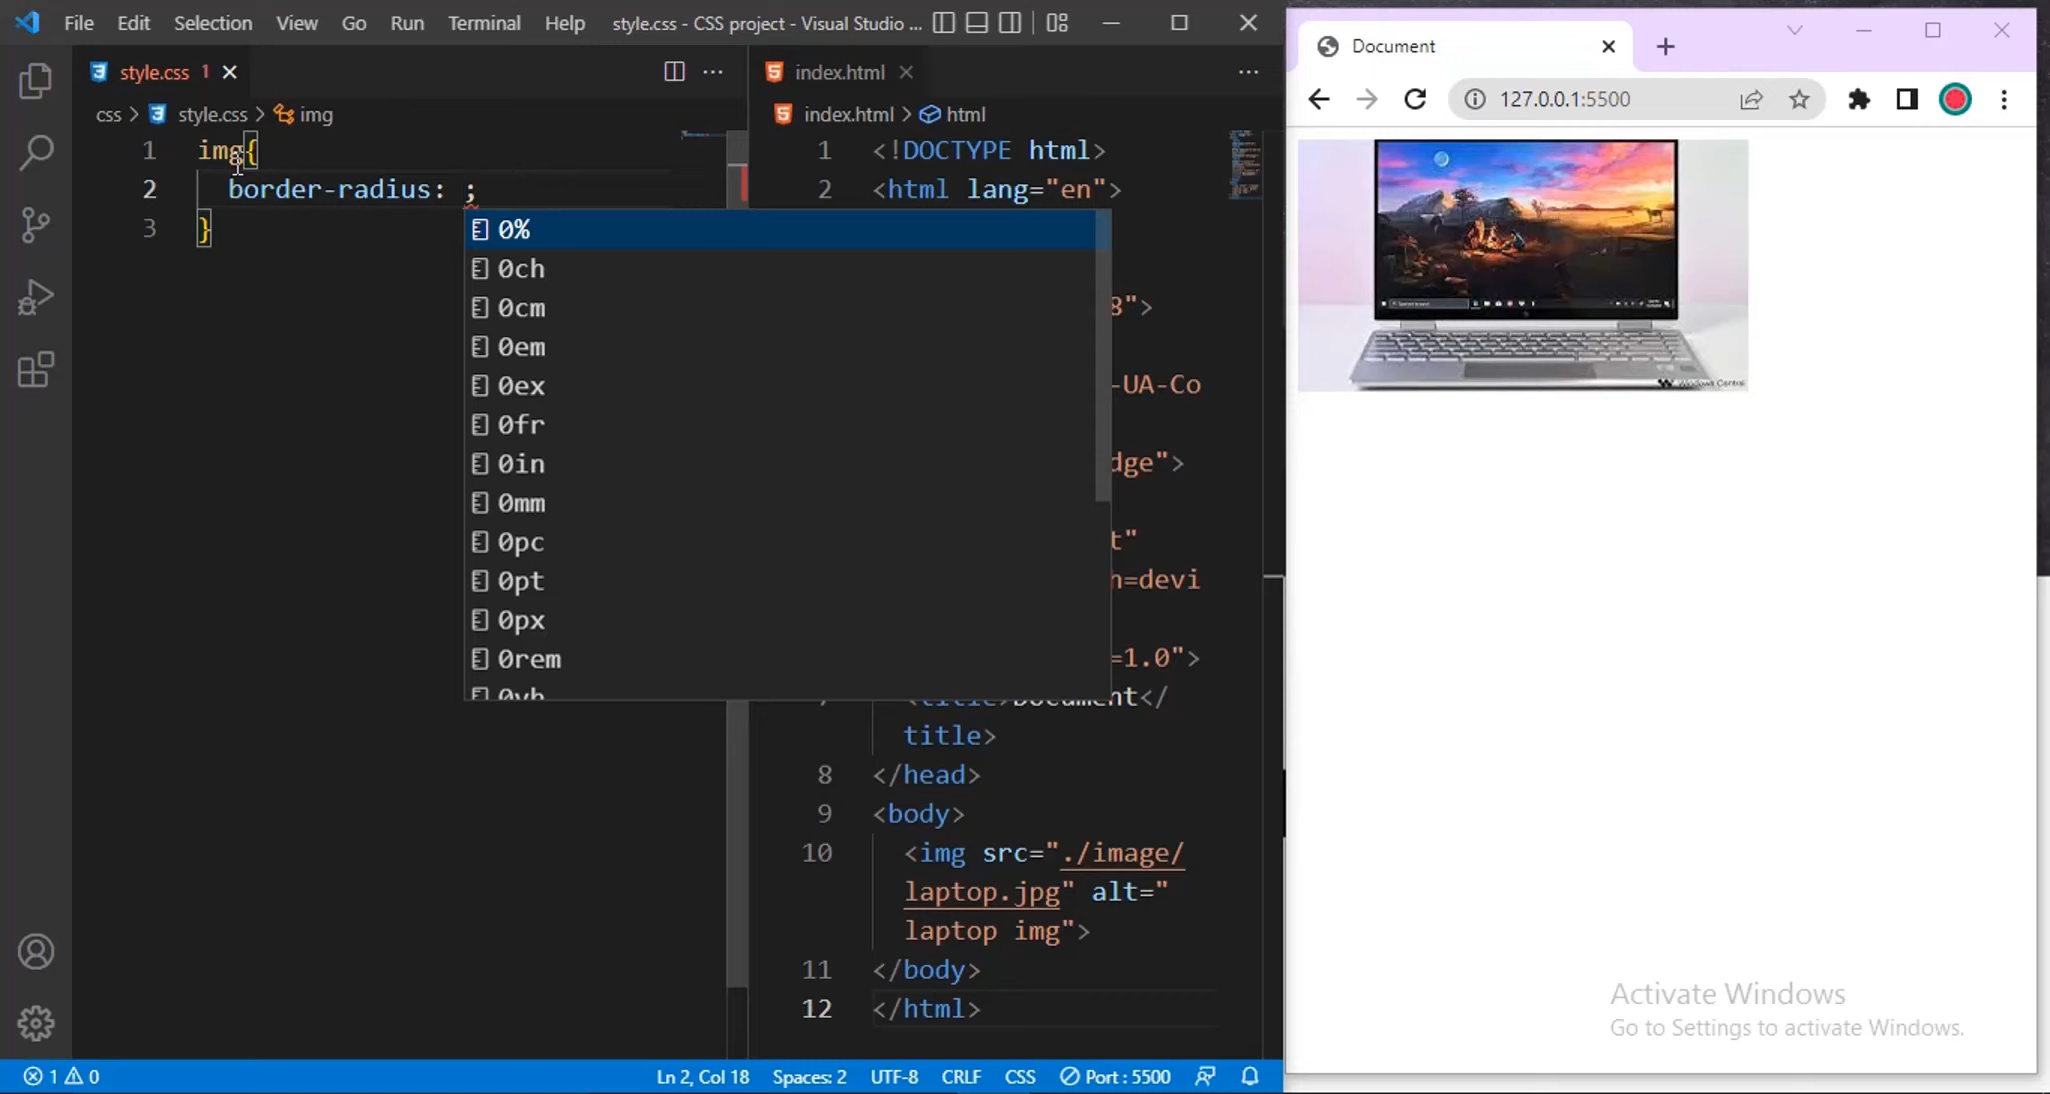 File Edit Selection View Go Run Terminal Help style.css - CSS project - Visual Studio ...
style.css 1
css > style.css > img
1 img{
2 border-radius: ;
3 }
0%
0ch
0cm
0em
0ex
0fr
0in
0mm
0pc
0pt
0px
0rem
0vh
index.html
index.html > html
1 <!DOCTYPE html>
2 <html lang="en">
8">
-UA-Co
dge">
t"
h=devi
=1.0">
<title>Document</
title>
8 </head>
9 <body>
10 <img src="./image/
laptop.jpg" alt="
laptop img">
11 </body>
12 </html>
1 0
Ln 2, Col 18 Spaces: 2 UTF-8 CRLF CSS Port : 5500
Document
127.0.0.1:5500
Windows Central
Activate Windows
Go to Settings to activate Windows.